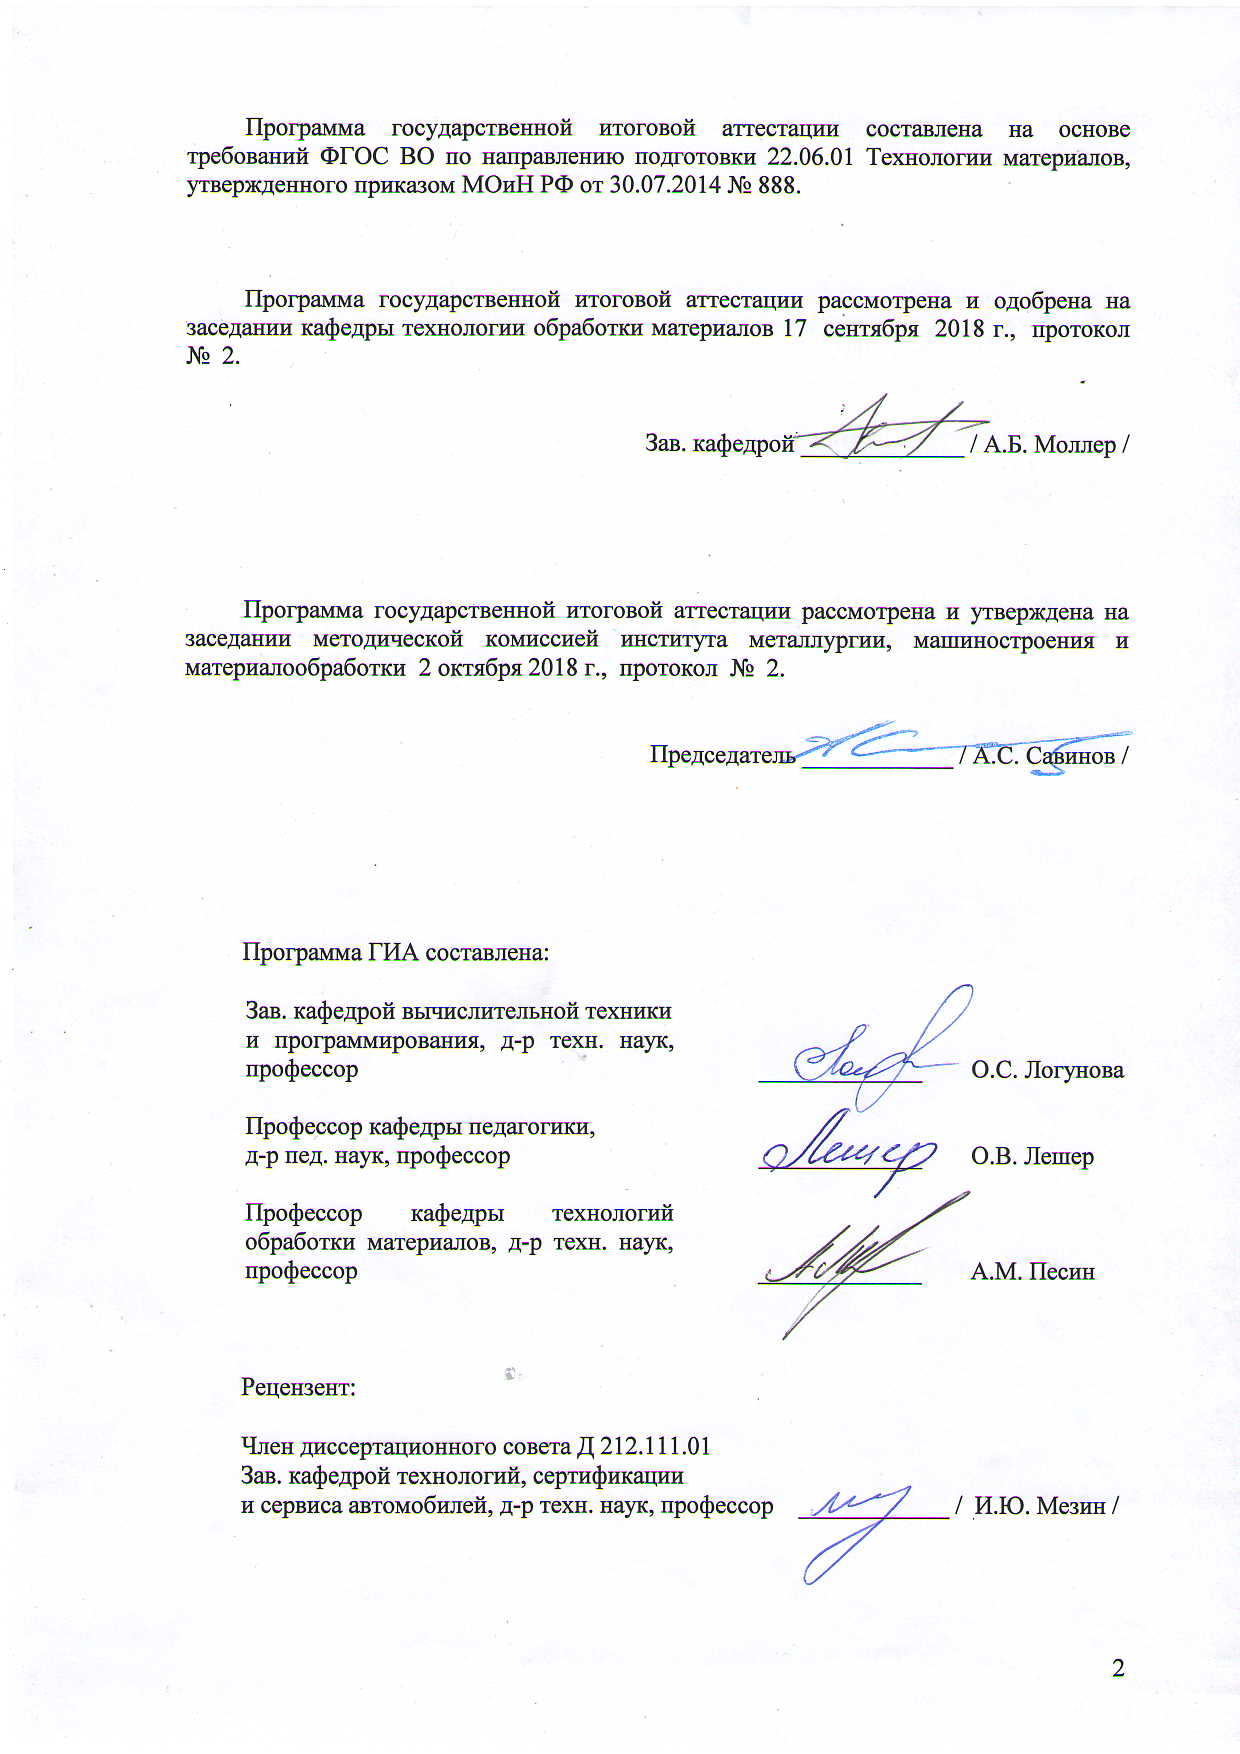 Программа государственной итоговой аттестации составлена на основе
требований ФГОС ВО по направлению подготовки 22.06.01 Технологии материалов,
утвержденного приказом МОиН РФ от 30.07.2014 № 888.
Программа государственной итоговой аттестации рассмотрена и одобрена на
заседании кафедры технологии обработки материалов 17 сентября 2018 г., протокол
№ 2.
Зав. кафедрой _____________ / А.Б. Моллер /
Программа государственной итоговой аттестации рассмотрена и утверждена на
заседании методической комиссией института металлургии, машиностроения и
материалообработки 2 октября 2018 г., протокол № 2.
Председатель ____________ / А.С. Савинов /
Программа ГИА составлена:
Зав. кафедрой вычислительной техники
и программирования, д-р техн. наук,
профессор _____________ О.С. Логунова
Профессор кафедры педагогики,
д-р пед. наук, профессор _____________ О.В. Лешер
Профессор кафедры технологий
обработки материалов, д-р техн. наук,
профессор _____________ А.М. Песин
Рецензент:
Член диссертационного совета Д 212.111.01
Зав. кафедрой технологий, сертификации
и сервиса автомобилей, д-р техн. наук, профессор ____________ / И.Ю. Мезин /
2